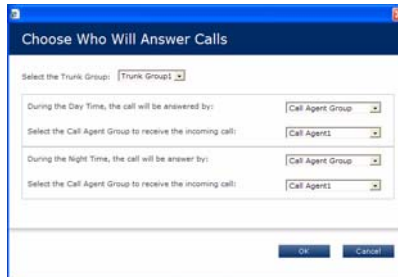 Choose Who Will Answer Calls
Select the Trunk Group: Trunk Group1
During the Day Time, the call will be answered by: Call Agent Group
Select the Call Agent Group to receive the incoming call: Call Agent1
During the Night Time, the call will be answer by: Call Agent Group
Select the Call Agent Group to receive the incoming call: Call Agent1
OK Cancel